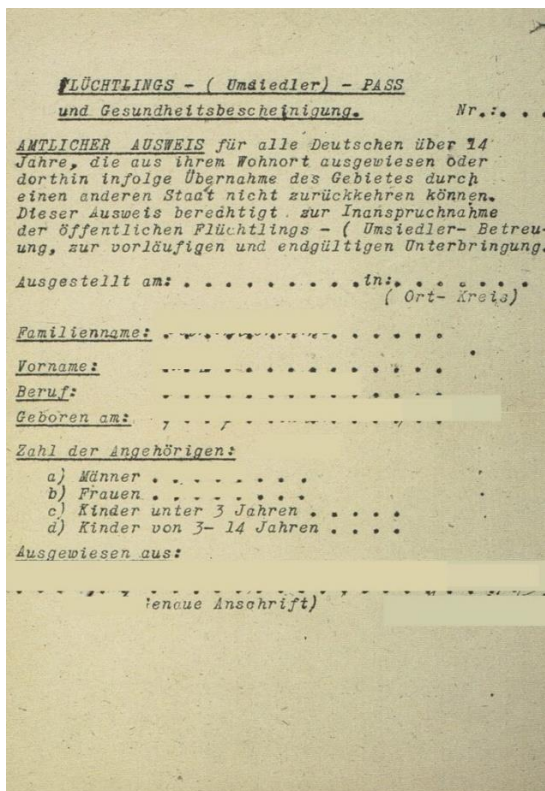 FLÜCHTLINGS - ( Umsiedler) - PASS
und Gesundheitsbescheinigung. Nr.:. . .
AMTLICHER AUSWEIS für alle Deutschen über 14
Jahre, die aus ihrem Wohnort ausgewiesen oder
dorthin infolge Übernahme des Gebietes durch
einen anderen Staat nicht zurückkehren können.
Dieser Ausweis beredhtigt zur Inanspruchnahme
der öffentlichen Flüchtlings - ( Umsiedler- Betreu-
ung, zur vorläufigen und endgültigen Unterbringung.
Ausgestellt am: . . . . . . . . . in:. . . . . . .
( Ort- Kreis)
Familienname:
Vorname: . . . . . . . . . . . .
Beruf: . . . . . . . . . . . .
Geboren am:
Zahl der Angehörigen:
a) Männer . . . . . . . .
b) Frauen . . . . . . . .
c) Kinder unter 3 Jahren . . . . .
d) Kinder von 3- 14 Jahren . . . . .
Ausgewiesen aus:
Anschrift)